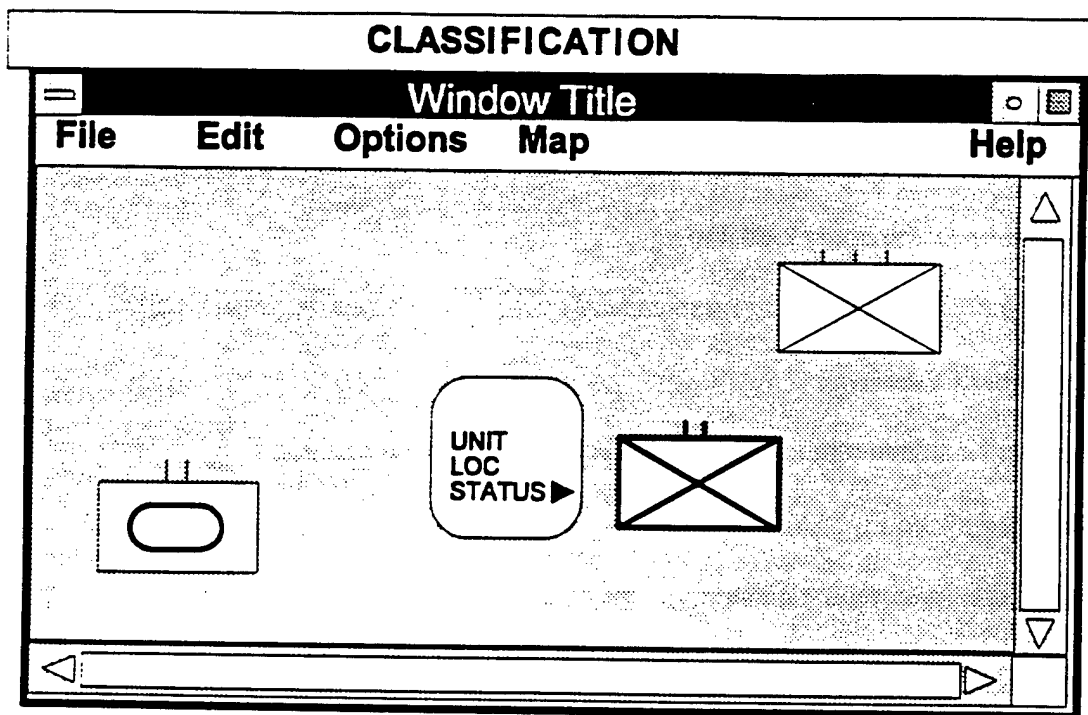 CLASSIFICATION
Window Title
File Edit Options Map Help
UNIT
LOC
STATUS